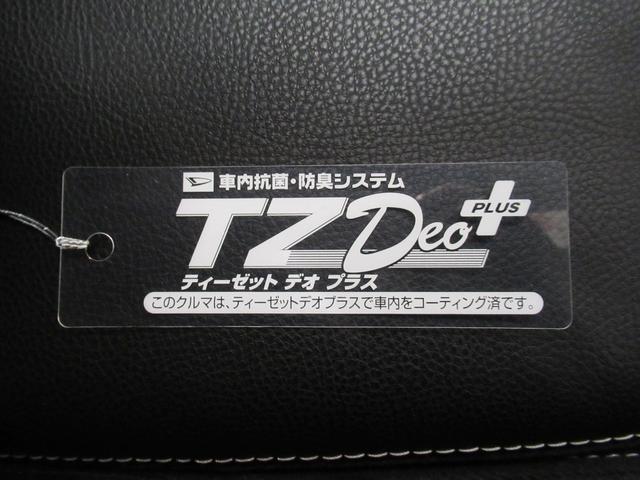 車内抗菌・防臭システム
TZ Deo PLUS
ティーゼット デオ プラス
このクルマは、ティーゼットデオプラスで車内をコーティング済です。